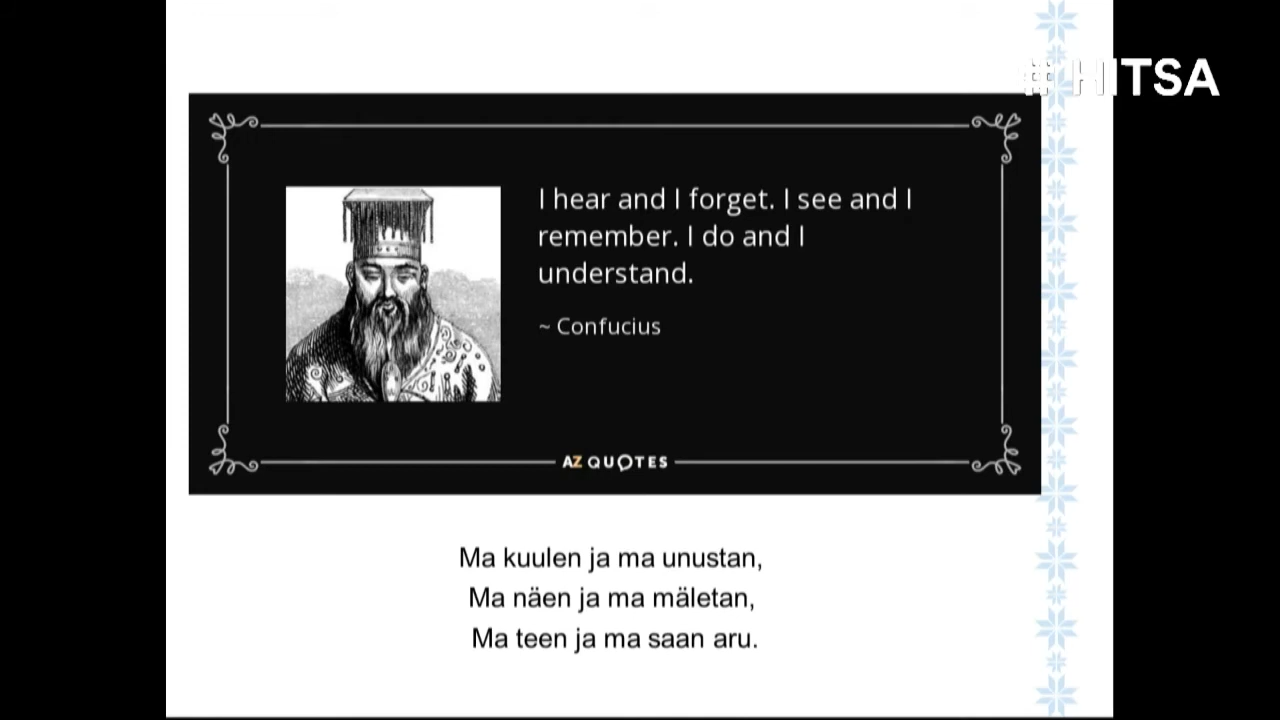 # HITSA
I hear and I forget. I see and I
remember. I do and I
understand.
~ Confucius
AZ QUOTES
Ma kuulen ja ma unustan,
Ma näen ja ma mäletan,
Ma teen ja ma saan aru.